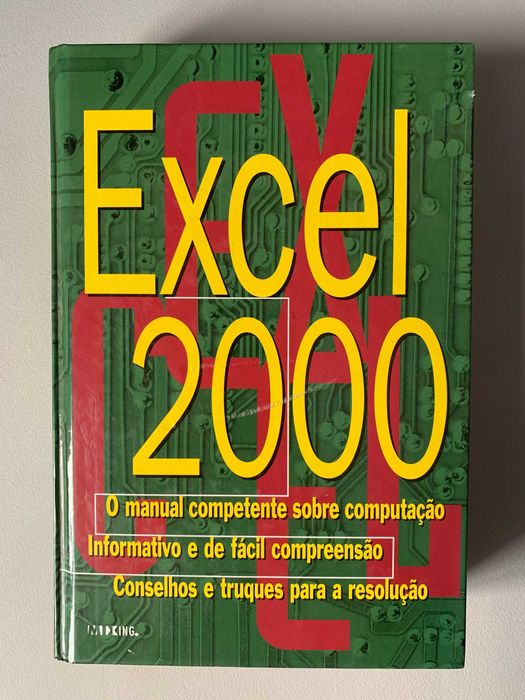 Excel
2000
O manual competente sobre computação
Informativo e de fácil compreensão
Conselhos e truques para a resolução